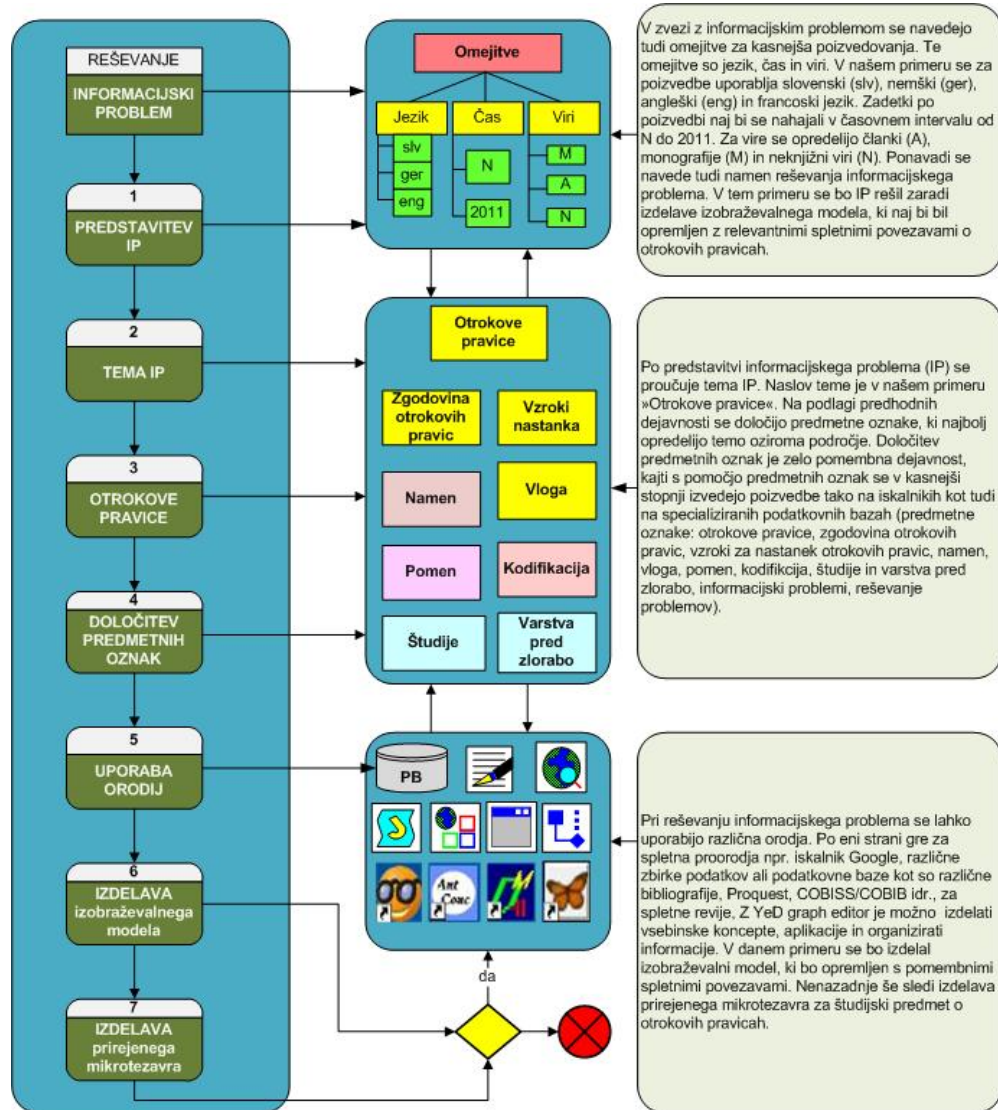 REŠEVANJE
INFORMACIJSKI
PROBLEM
1
PREDSTAVITEV
IP
2
TEMA IP
3
OTROKOVE
PRAVICE
4
DOLOČITEV
PREDMETNIH
OZNAK
5
UPORABA
ORODIJ
6
IZDELAVA
izobraževalnega
modela
7
IZDELAVA
prirejenega
mikrotezavra
Omejitve
Jezik
Čas
Viri
slv
ger
eng
N
2011
M
A
N
Otrokove
pravice
Zgodovina
otrokovih
pravic
Vzroki
nastanka
Namen
Vloga
Pomen
Kodifikacija
Študije
Varstva
pred
zlorabo
PB
Ant
Conc
da
V zvezi z informacijskim problemom se navedejo
tudi omejitve za kasnejša poizvedovanja. Te
omejitve so jezik, čas in viri. V našem primeru se za
poizvedbe uporablja slovenski (slv), nemški (ger),
angleški (eng) in francoski jezik. Zadetki po
poizvedbi naj bi se nahajali v časovnem intervalu od
N do 2011. Za vire se opredelijo članki (A),
monografije (M) in neknjižni viri (N). Ponavadi se
navede tudi namen reševanja informacijskega
problema. V tem primeru se bo IP rešil zaradi
izdelave izobraževalnega modela, ki naj bi bil
opremljen z relevantnimi spletnimi povezavami o
otrokovih pravicah.
Po predstavitvi informacijskega problema (IP) se
proučuje tema IP. Naslov teme je v našem primeru
»Otrokove pravice«. Na podlagi predhodnih
dejavnosti se določijo predmetne oznake, ki najbolj
opredelijo temo oziroma področje. Določitev
predmetnih oznak je zelo pomembna dejavnost,
kajti s pomočjo predmetnih oznak se v kasnejši
stopnji izvedejo poizvedbe tako na iskalnikih kot tudi
na specializiranih podatkovnih bazah (predmetne
oznake: otrokove pravice, zgodovina otrokovih
pravic, vzroki za nastanek otrokovih pravic, namen,
vloga, pomen, kodifikcija, študije in varstva pred
zlorabo, informacijski problemi, reševanje
problemov).
Pri reševanju informacijskega problema se lahko
uporabijo različna orodja. Po eni strani gre za
spletna proorodja npr. iskalnik Google, različne
zbirke podatkov ali podatkovne baze kot so različne
bibliografije, Proquest, COBISS/COBIB idr., za
spletne revije, Z YeD graph editor je možno izdelati
vsebinske koncepte, aplikacije in organizirati
informacije. V danem primeru se bo izdelal
izobraževalni model, ki bo opremljen s pomembnimi
spletnimi povezavami. Nenazadnje še sledi izdelava
prirejenega mikrotezavra za študijski predmet o
otrokovih pravicah.